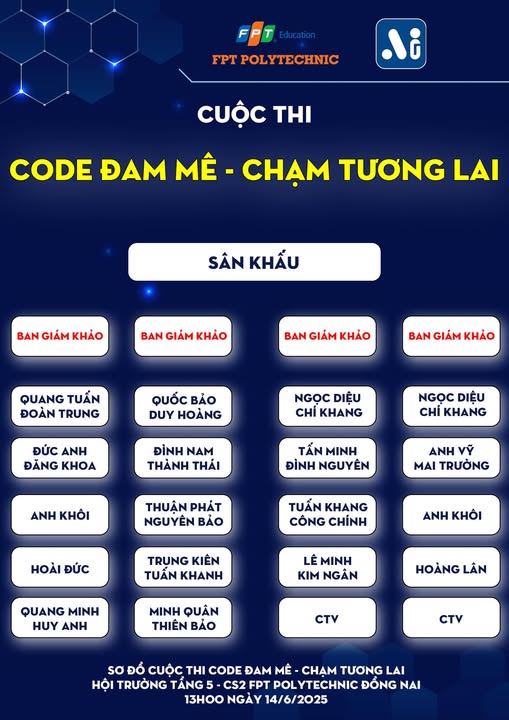 FPT Education
FPT POLYTECHNIC
CUỘC THI
CODE ĐAM MÊ - CHẠM TƯƠNG LAI
SÂN KHẤU
BAN GIÁM KHẢO
BAN GIÁM KHẢO
BAN GIÁM KHẢO
BAN GIÁM KHẢO
QUANG TUẤN
ĐOÀN TRUNG
QUỐC BẢO
DUY HOÀNG
NGỌC DIỆU
CHÍ KHANG
NGỌC DIỆU
CHÍ KHANG
ĐỨC ANH
ĐĂNG KHOA
ĐÌNH NAM
THÀNH THÁI
TẤN MINH
ĐÌNH NGUYÊN
ANH VỸ
MAI TRƯỜNG
ANH KHÔI
THUẬN PHÁT
NGUYÊN BẢO
TUẤN KHANG
CÔNG CHÍNH
ANH KHÔI
HOÀI ĐỨC
TRUNG KIÊN
TUẤN KHANH
LÊ MINH
KIM NGÂN
HOÀNG LÂN
QUANG MINH
HUY ANH
MINH QUÂN
THIÊN BẢO
CTV
CTV
SƠ ĐỒ CUỘC THI CODE ĐAM MÊ - CHẠM TƯƠNG LAI
HỘI TRƯỜNG TẦNG 5 - CS2 FPT POLYTECHNIC ĐỒNG NAI
13H00 NGÀY 14/6/2025